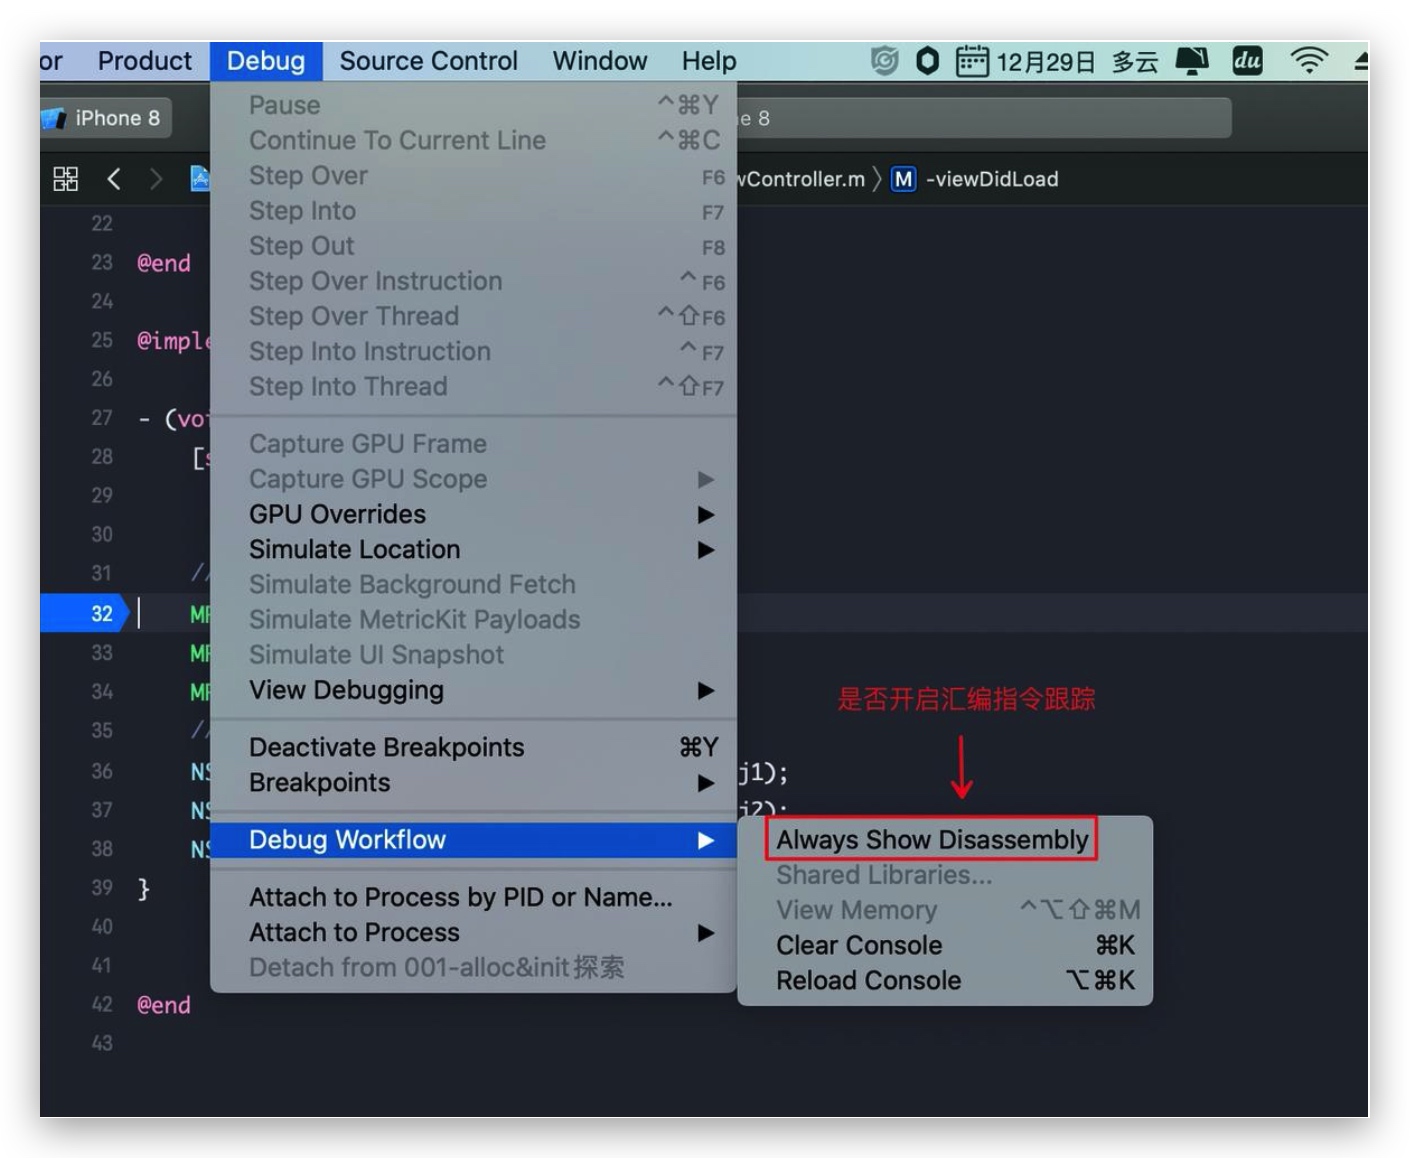 or Product Debug Source Control Window Help 12月29日 多云 du
iPhone 8
e 8
Controller.m 〉 M -viewDidLoad
Pause ^⌘Y
Continue To Current Line ^⌘C
Step Over F6
Step Into F7
Step Out F8
Step Over Instruction ^F6
Step Over Thread ^⇧F6
Step Into Instruction ^F7
Step Into Thread ^⇧F7
Capture GPU Frame
Capture GPU Scope ▶
GPU Overrides ▶
Simulate Location ▶
Simulate Background Fetch
Simulate MetricKit Payloads
Simulate UI Snapshot
View Debugging ▶
Deactivate Breakpoints ⌘Y
Breakpoints ▶
Debug Workflow ▶
Attach to Process by PID or Name...
Attach to Process ▶
Detach from 001-alloc&init探索
是否开启汇编指令跟踪
Always Show Disassembly
Shared Libraries...
View Memory ^⌥⇧⌘M
Clear Console ⌘K
Reload Console ⌥⌘K
22
23 @end
24
25 @imple
26
27 - (voi
28 [s
29
30
31 //
32 MP
33 MP
34 MP
35 //
36 NS j1);
37 NS j2);
38 NS
39 }
40
41
42 @end
43